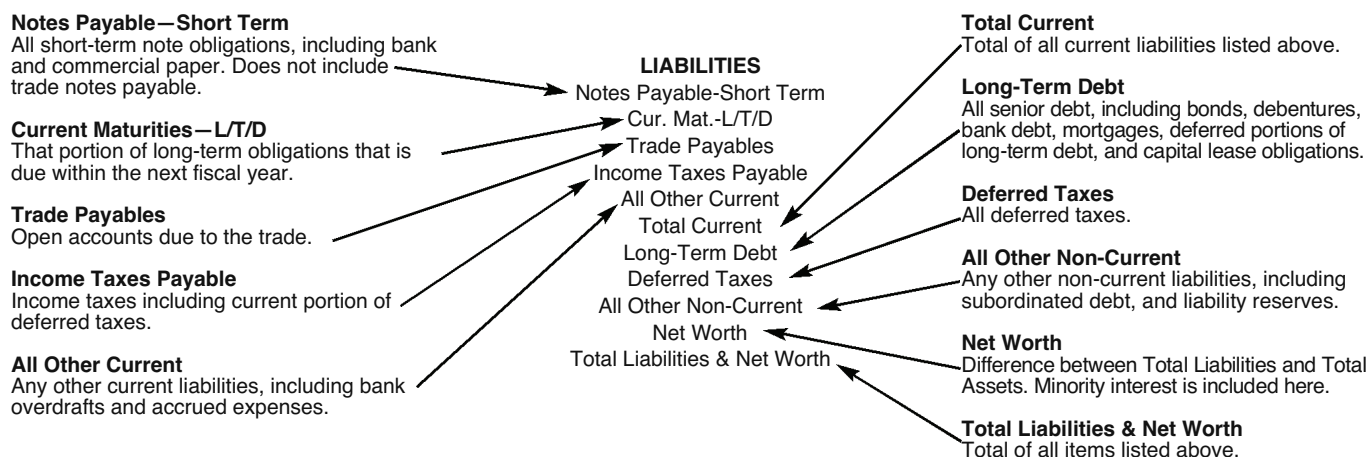 Notes Payable—Short Term
All short-term note obligations, including bank
and commercial paper. Does not include
trade notes payable.
Current Maturities—L/T/D
That portion of long-term obligations that is
due within the next fiscal year.
Trade Payables
Open accounts due to the trade.
Income Taxes Payable
Income taxes including current portion of
deferred taxes.
All Other Current
Any other current liabilities, including bank
overdrafts and accrued expenses.
LIABILITIES
Notes Payable-Short Term
Cur. Mat.-L/T/D
Trade Payables
Income Taxes Payable
All Other Current
Total Current
Long-Term Debt
Deferred Taxes
All Other Non-Current
Net Worth
Total Liabilities & Net Worth
Total Current
Total of all current liabilities listed above.
Long-Term Debt
All senior debt, including bonds, debentures,
bank debt, mortgages, deferred portions of
long-term debt, and capital lease obligations.
Deferred Taxes
All deferred taxes.
All Other Non-Current
Any other non-current liabilities, including
subordinated debt, and liability reserves.
Net Worth
Difference between Total Liabilities and Total
Assets. Minority interest is included here.
Total Liabilities & Net Worth
Total of all items listed above.